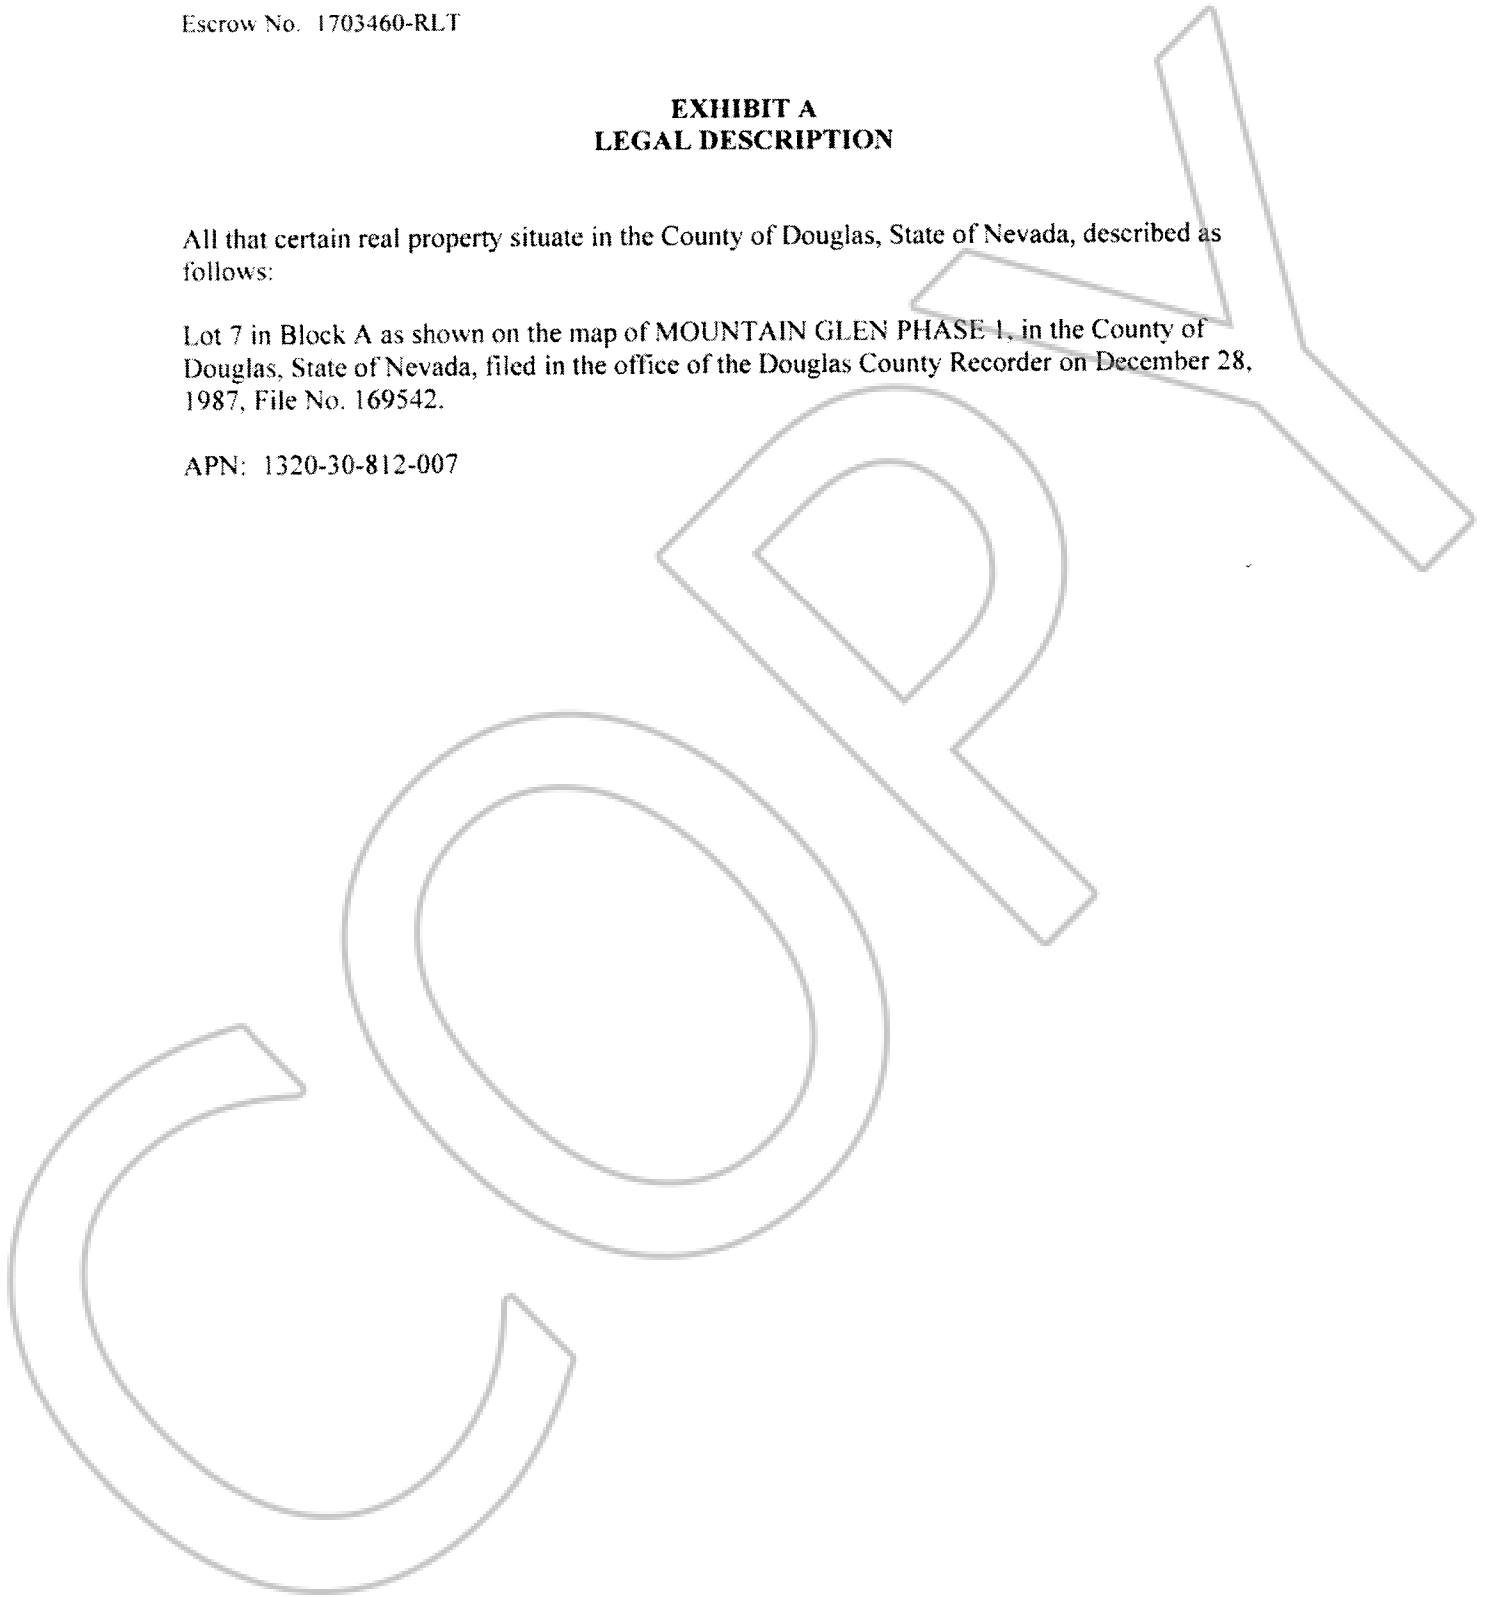 Escrow No. 1703460-RLT
EXHIBIT A
LEGAL DESCRIPTION
All that certain real property situate in the County of Douglas, State of Nevada, described as
follows:
Lot 7 in Block A as shown on the map of MOUNTAIN GLEN PHASE 1, in the County of
Douglas, State of Nevada, filed in the office of the Douglas County Recorder on December 28,
1987, File No. 169542.
APN: 1320-30-812-007
COPY